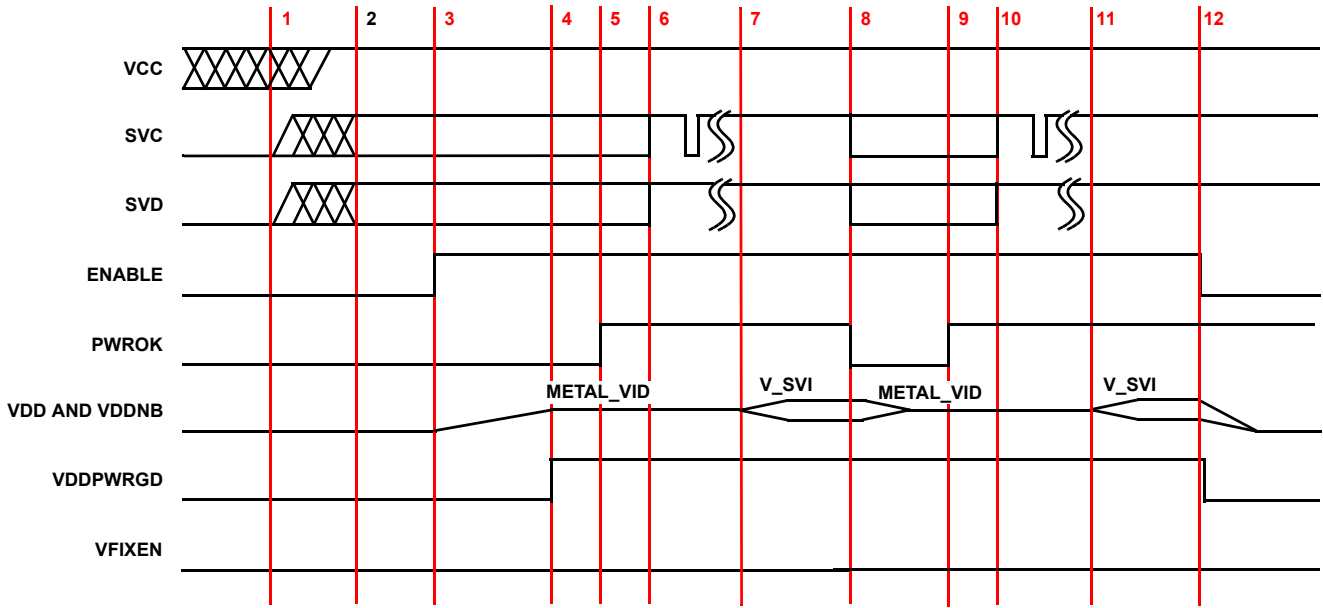 1 2 3 4 5 6 7 8 9 10 11 12
VCC
SVC
SVD
ENABLE
PWROK
METAL_VID V_SVI METAL_VID V_SVI
VDD AND VDDNB
VDDPWRGD
VFIXEN